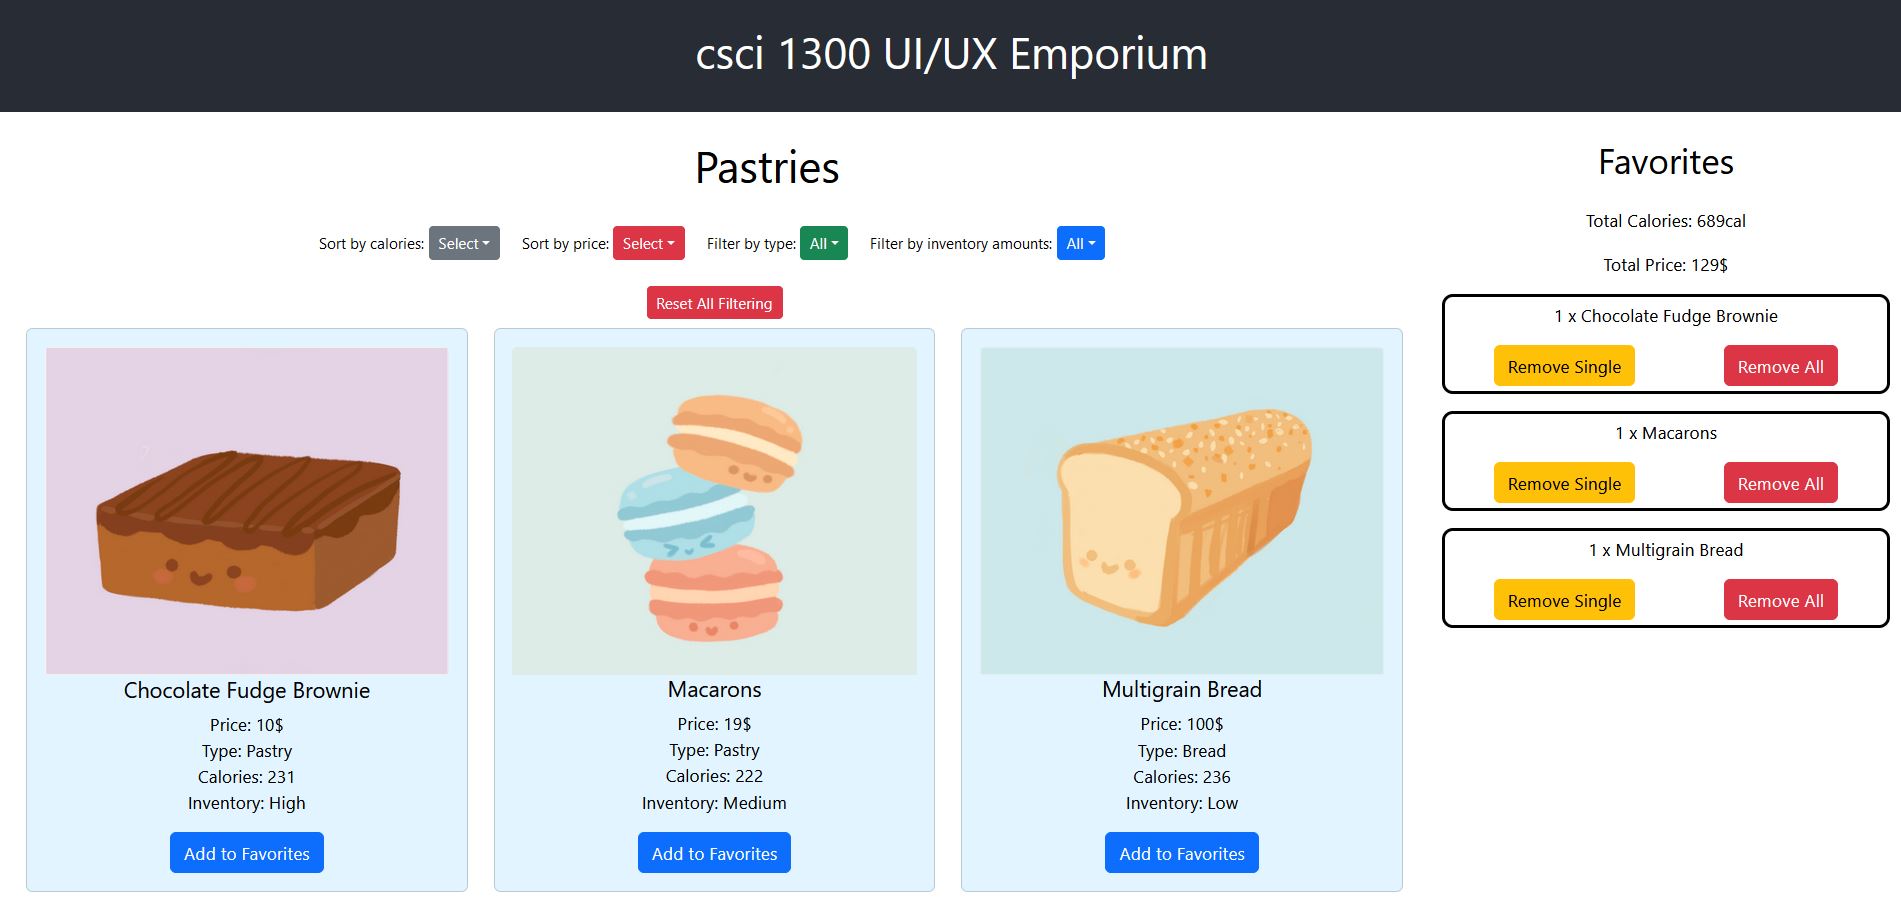 csci 1300 UI/UX Emporium
Pastries
Sort by calories: Select Sort by price: Select Filter by type: All Filter by inventory amounts: All
Reset All Filtering
Chocolate Fudge Brownie
Price: 10$
Type: Pastry
Calories: 231
Inventory: High
Add to Favorites
Macarons
Price: 19$
Type: Pastry
Calories: 222
Inventory: Medium
Add to Favorites
Multigrain Bread
Price: 100$
Type: Bread
Calories: 236
Inventory: Low
Add to Favorites
Favorites
Total Calories: 689cal
Total Price: 129$
1 x Chocolate Fudge Brownie
Remove Single Remove All
1 x Macarons
Remove Single Remove All
1 x Multigrain Bread
Remove Single Remove All